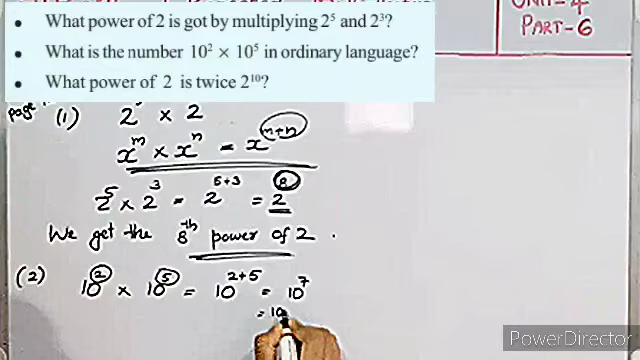 UNIT-4
PART-6
• What power of 2 is got by multiplying 2⁵ and 2³?
• What is the number 10² × 10⁵ in ordinary language?
• What power of 2 is twice 2¹⁰?
page
(1) 2 × 2
xᵐ × xⁿ = x⁽ᵐ⁺ⁿ⁾
2⁵ × 2³ = 2⁵⁺³ = 2⁸
We get the 8ᵗʰ power of 2.
(2) 10² × 10⁵ = 10²⁺⁵ = 10⁷
= 10
PowerDirector